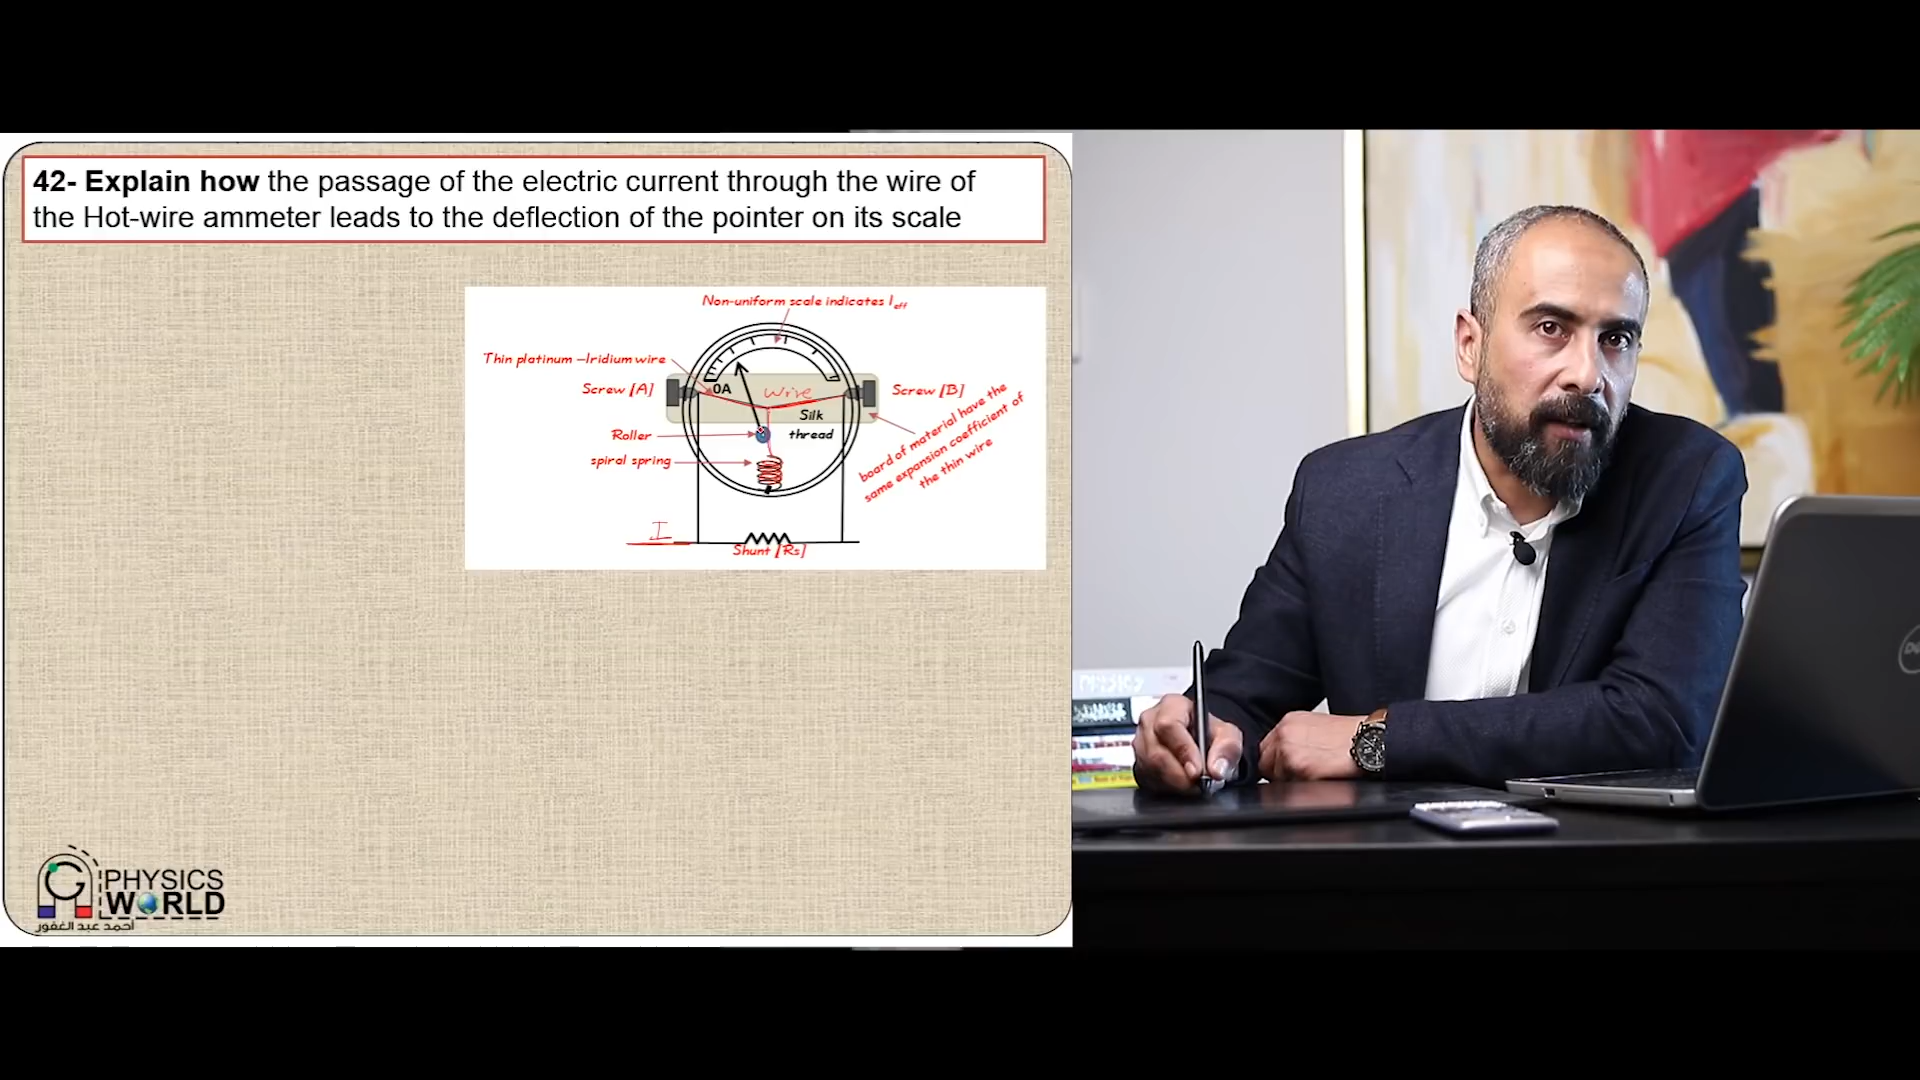 42- Explain how the passage of the electric current through the wire of
the Hot-wire ammeter leads to the deflection of the pointer on its scale
Non-uniform scale indicates Ieff
Thin platinum –Iridium wire
Screw [A]
0A
Wire
Screw [B]
Silk
thread
Roller
spiral spring
board of material have the
same expansion coefficient of
the thin wire
I
Shunt [Rs]
PHYSICS
WORLD
أحمد عبد الغفور
PHYSICS